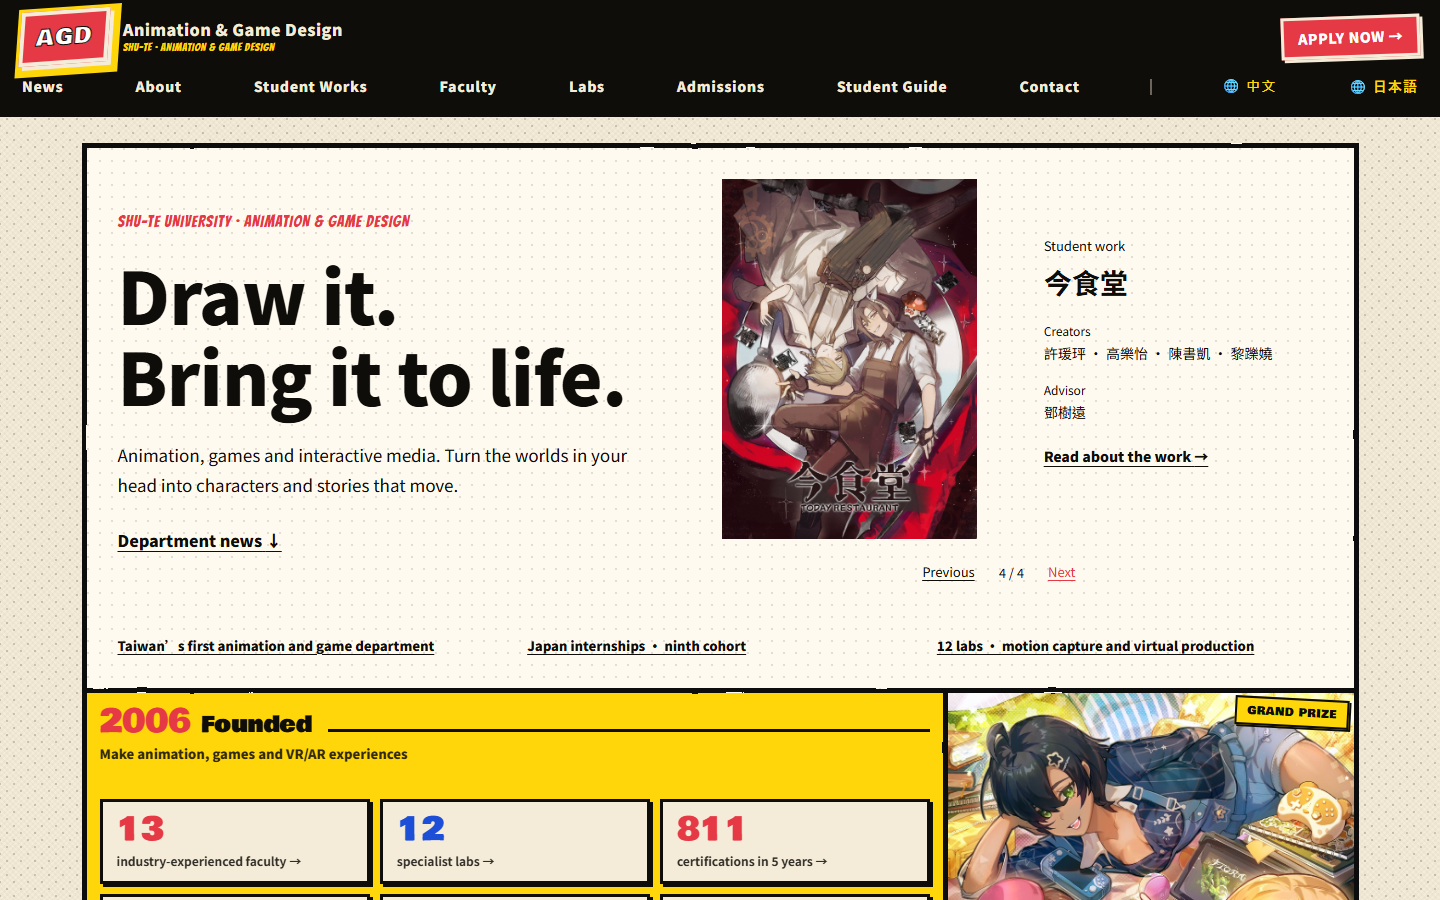 AGD
Animation & Game Design
SHU-TE · ANIMATION & GAME DESIGN
APPLY NOW →
News
About
Student Works
Faculty
Labs
Admissions
Student Guide
Contact
中文
日本語
SHU-TE UNIVERSITY · ANIMATION & GAME DESIGN
Draw it.
Bring it to life.
Animation, games and interactive media. Turn the worlds in your
head into characters and stories that move.
Department news ↓
今食堂
TODAY RESTAURANT
Student work
今食堂
Creators
許瑗玶 · 高樂怡 · 陳書凱 · 黎躒嬈
Advisor
鄧樹遠
Read about the work →
Previous
4 / 4
Next
Taiwan’s first animation and game department
Japan internships · ninth cohort
12 labs · motion capture and virtual production
2006 Founded
Make animation, games and VR/AR experiences
13
industry-experienced faculty →
12
specialist labs →
811
certifications in 5 years →
GRAND PRIZE